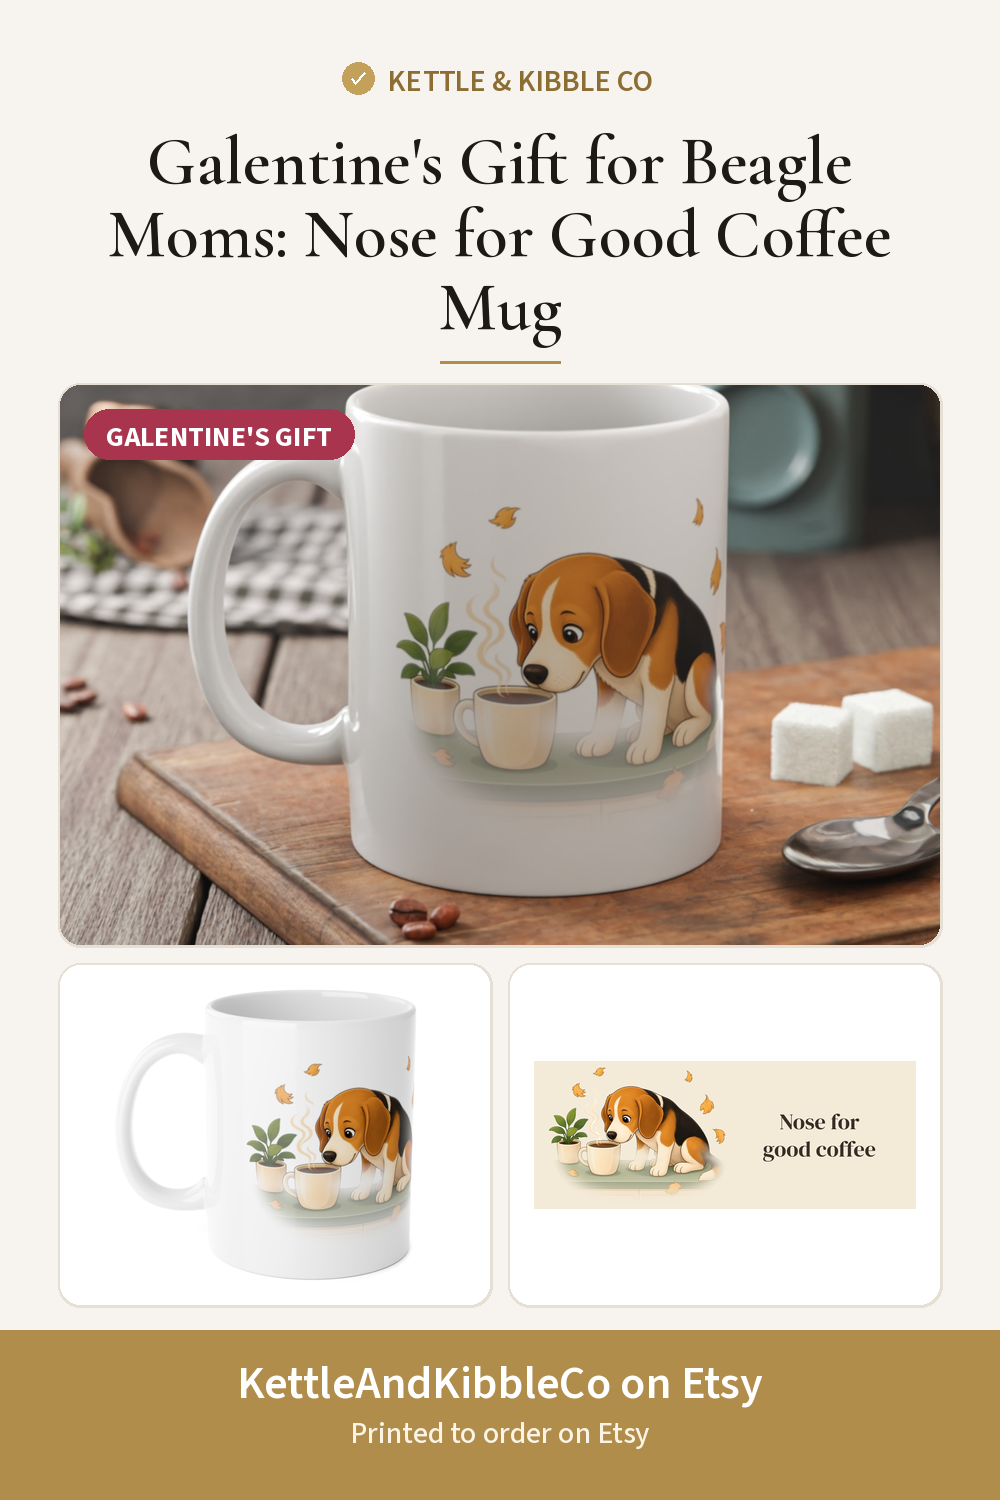 KETTLE & KIBBLE CO
Galentine's Gift for Beagle
Moms: Nose for Good Coffee
Mug
GALENTINE'S GIFT
Nose for
good coffee
KettleAndKibbleCo on Etsy
Printed to order on Etsy